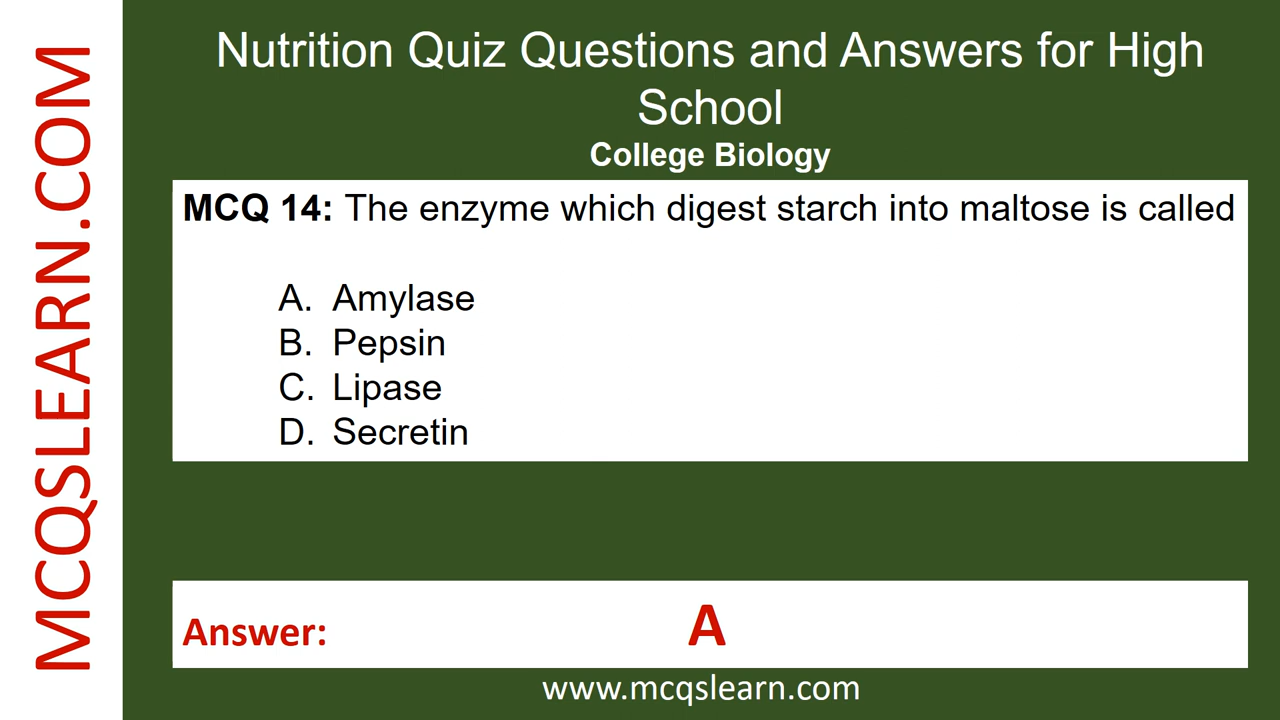 MCQSLEARN.COM
Nutrition Quiz Questions and Answers for High
School
College Biology
MCQ 14: The enzyme which digest starch into maltose is called
A. Amylase
B. Pepsin
C. Lipase
D. Secretin
Answer: A
www.mcqslearn.com